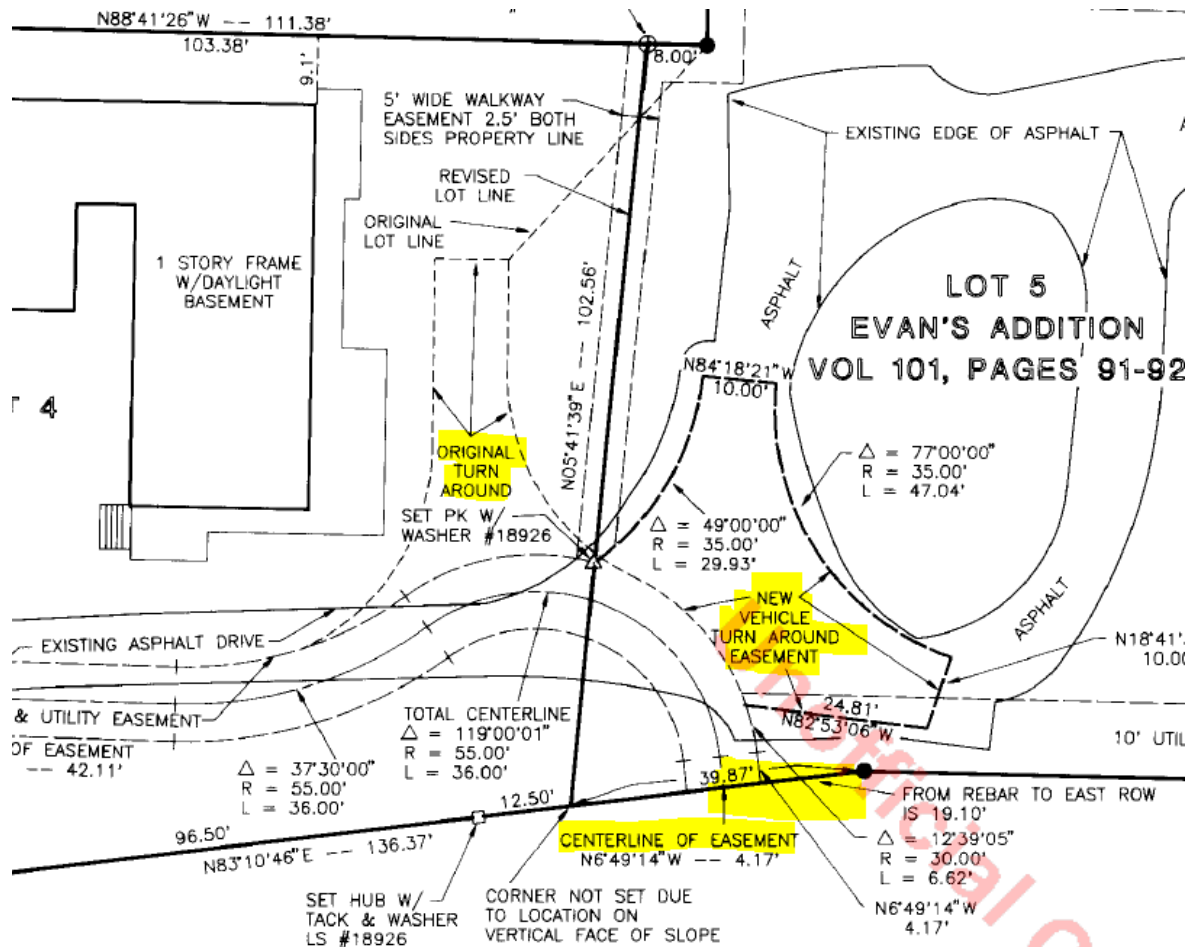 N88°41'26"W -- 111.38'
103.38'
8.00'
9.1'
5' WIDE WALKWAY
EASEMENT 2.5' BOTH
SIDES PROPERTY LINE
EXISTING EDGE OF ASPHALT
REVISED
LOT LINE
ORIGINAL
LOT LINE
1 STORY FRAME
W/DAYLIGHT
BASEMENT
N05°41'39"E -- 102.56'
ASPHALT
LOT 5
EVAN'S ADDITION
VOL 101, PAGES 91-92
N84°18'21"W
10.00'
T 4
ORIGINAL
TURN
AROUND
Δ = 77°00'00"
R = 35.00'
L = 47.04'
SET PK W/
WASHER #18926
Δ = 49°00'00"
R = 35.00'
L = 29.93'
NEW
VEHICLE
TURN AROUND
EASEMENT
ASPHALT
EXISTING ASPHALT DRIVE
N18°41'
10.00
& UTILITY EASEMENT
24.81'
N82°53'06"W
OF EASEMENT
-- 42.11'
TOTAL CENTERLINE
Δ = 119°00'01"
R = 55.00'
L = 36.00'
10' UTIL
Δ = 37°30'00"
R = 55.00'
L = 36.00'
39.87'
12.50'
FROM REBAR TO EAST ROW
IS 19.10'
96.50'
N83°10'46"E -- 136.37'
CENTERLINE OF EASEMENT
N6°49'14"W -- 4.17'
Δ = 12°39'05"
R = 30.00'
L = 6.62'
SET HUB W/
TACK & WASHER
LS #18926
CORNER NOT SET DUE
TO LOCATION ON
VERTICAL FACE OF SLOPE
N6°49'14"W
4.17'
Unofficial C